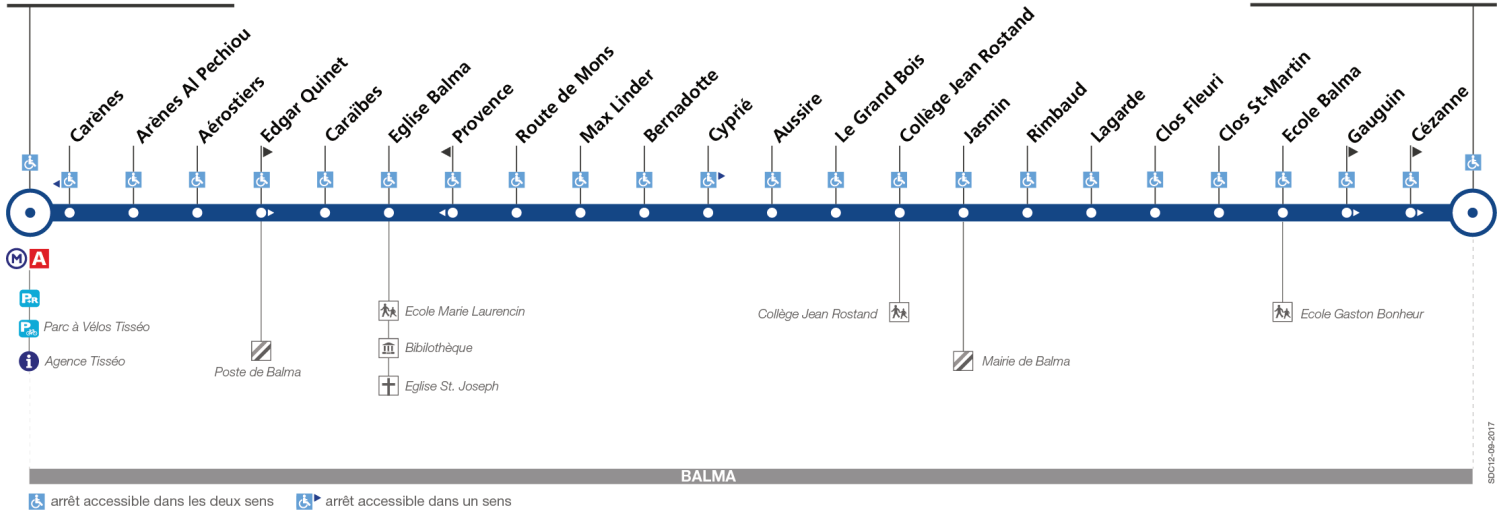 Carènes
Arènes Al Pechiou
Aérostiers
Edgar Quinet
Caraïbes
Eglise Balma
Provence
Route de Mons
Max Linder
Bernadotte
Cyprié
Aussire
Le Grand Bois
Collège Jean Rostand
Jasmin
Rimbaud
Lagarde
Clos Fleuri
Clos St-Martin
Ecole Balma
Gauguin
Cézanne
M A
P+R
P Parc à Vélos Tisséo
i Agence Tisséo
Poste de Balma
Ecole Marie Laurencin
Bibilothèque
Eglise St. Joseph
Collège Jean Rostand
Mairie de Balma
Ecole Gaston Bonheur
SDC12-09-2017
BALMA
arrêt accessible dans les deux sens
arrêt accessible dans un sens